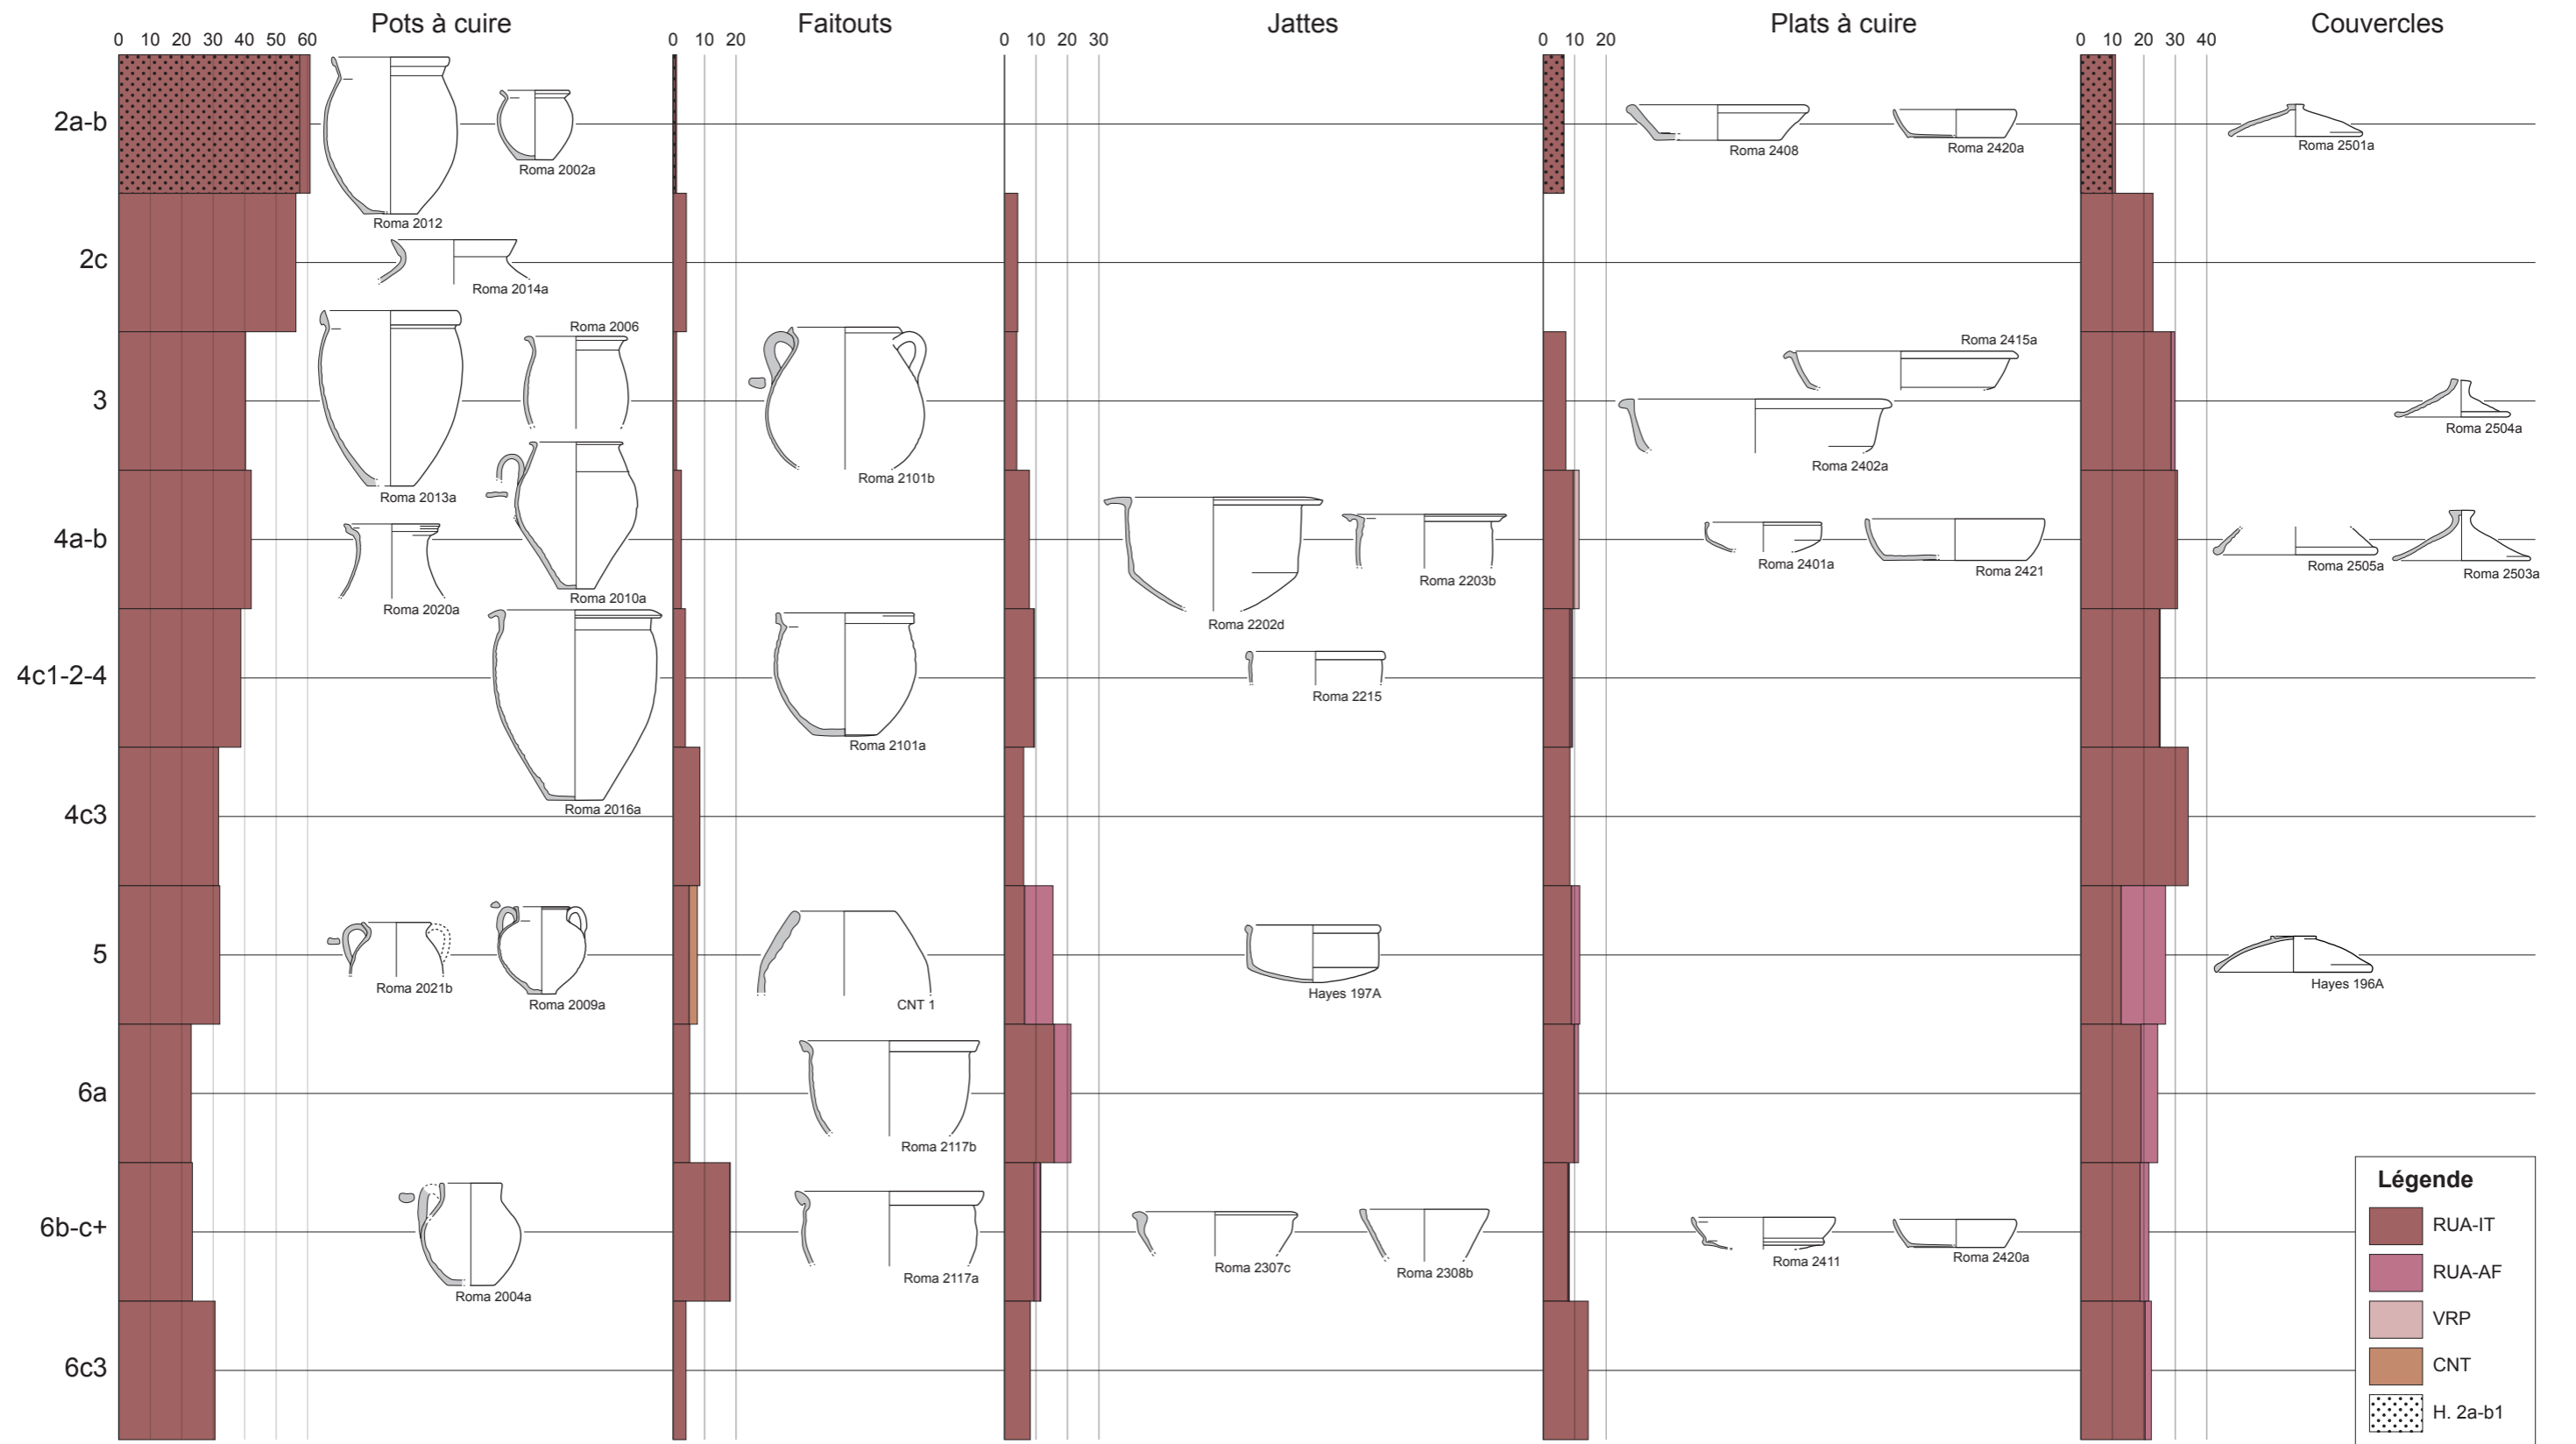 Pots à cuire Faitouts Jattes Plats à cuire Couvercles
0 10 20 30 40 50 60 0 10 20 0 10 20 30 0 10 20 0 10 20 30 40
2a-b
Roma 2012
Roma 2002a
Roma 2408
Roma 2420a
Roma 2501a
2c
Roma 2014a
3
Roma 2013a
Roma 2006
Roma 2101b
Roma 2415a
Roma 2402a
Roma 2504a
4a-b
Roma 2020a
Roma 2010a
Roma 2202d
Roma 2203b
Roma 2401a
Roma 2421
Roma 2505a
Roma 2503a
4c1-2-4
Roma 2016a
Roma 2101a
Roma 2215
4c3
5
Roma 2021b
Roma 2009a
CNT 1
Hayes 197A
Hayes 196A
6a
Roma 2117b
6b-c+
Roma 2004a
Roma 2117a
Roma 2307c
Roma 2308b
Roma 2411
Roma 2420a
6c3
Légende
RUA-IT
RUA-AF
VRP
CNT
H. 2a-b1